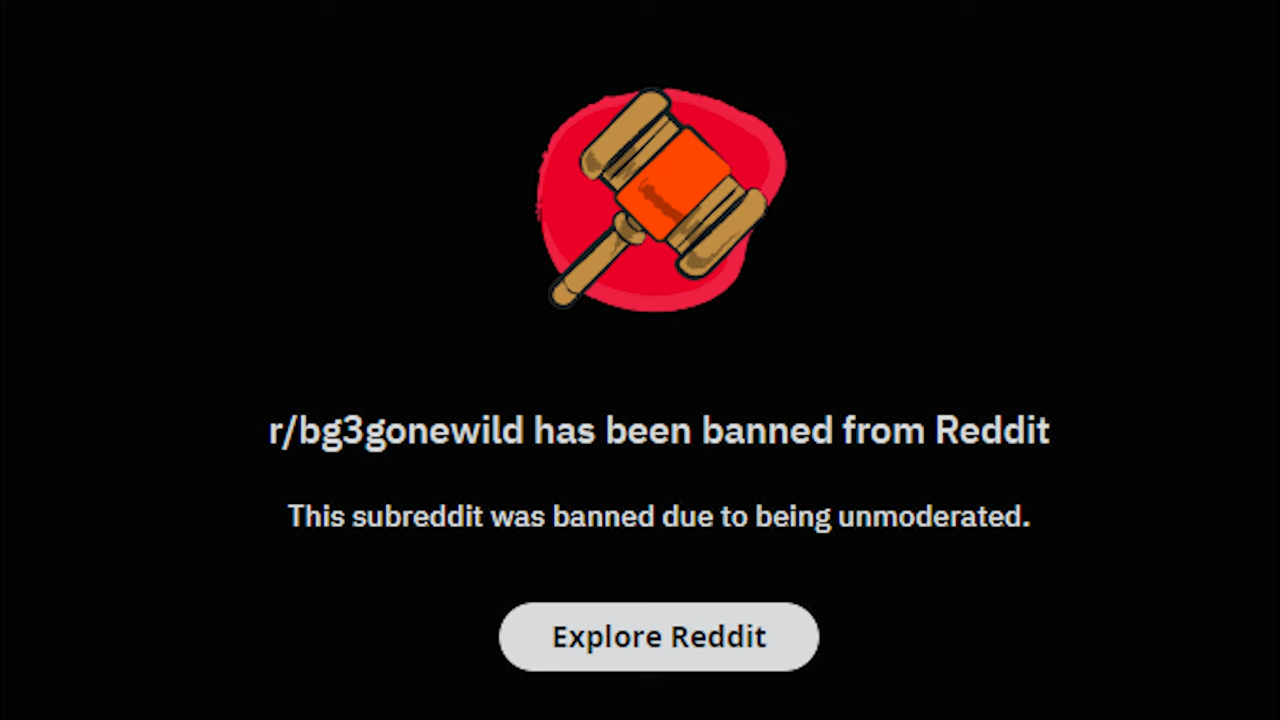 r/bg3gonewild has been banned from Reddit
This subreddit was banned due to being unmoderated.
Explore Reddit